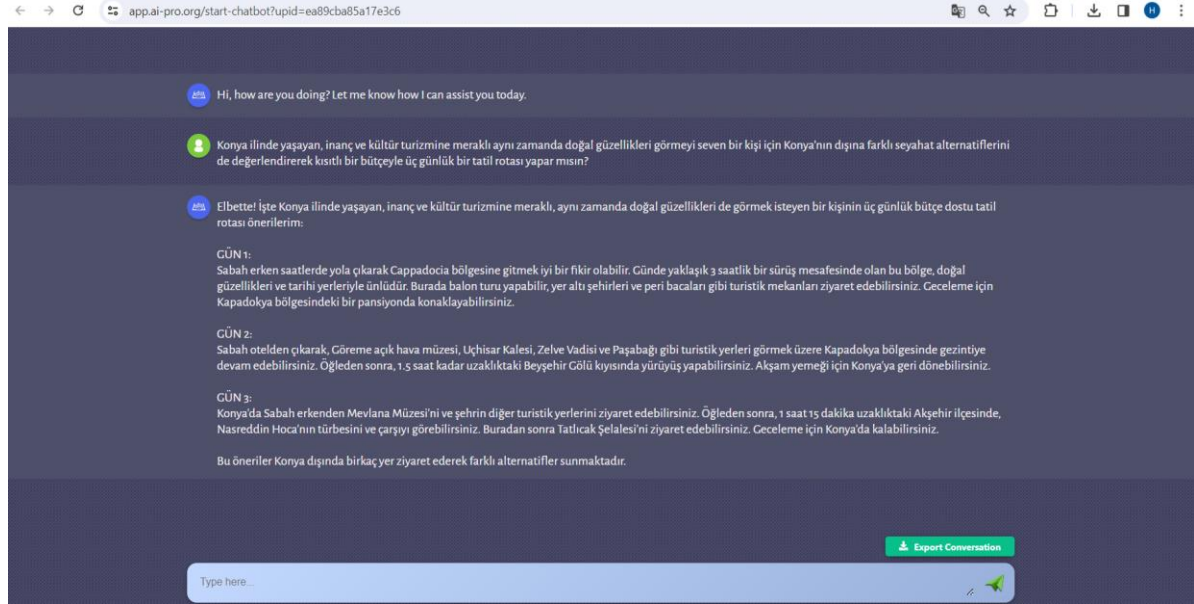 app.ai-pro.org/start-chatbot?upid=ea89cba85a17e3c6
H
Hi, how are you doing? Let me know how I can assist you today.
Konya ilinde yaşayan, inanç ve kültür turizmine meraklı aynı zamanda doğal güzellikleri görmeyi seven bir kişi için Konya'nın dışına farklı seyahat alternatiflerini
de değerlendirerek kısıtlı bir bütçeyle üç günlük bir tatil rotası yapar mısın?
Elbette! İşte Konya ilinde yaşayan, inanç ve kültür turizmine meraklı, aynı zamanda doğal güzellikleri de görmek isteyen bir kişinin üç günlük bütçe dostu tatil
rotası önerilerim:
GÜN 1:
Sabah erken saatlerde yola çıkarak Cappadocia bölgesine gitmek iyi bir fikir olabilir. Günde yaklaşık 3 saatlik bir sürüş mesafesinde olan bu bölge, doğal
güzellikleri ve tarihi yerleriyle ünlüdür. Burada balon turu yapabilir, yer altı şehirleri ve peri bacaları gibi turistik mekanları ziyaret edebilirsiniz. Geceleme için
Kapadokya bölgesindeki bir pansiyonda konaklayabilirsiniz.
GÜN 2:
Sabah otelden çıkarak, Göreme açık hava müzesi, Uçhisar Kalesi, Zelve Vadisi ve Paşabağı gibi turistik yerleri görmek üzere Kapadokya bölgesinde gezintiye
devam edebilirsiniz. Öğleden sonra, 1.5 saat kadar uzaklıktaki Beyşehir Gölü kıyısında yürüyüş yapabilirsiniz. Akşam yemeği için Konya'ya geri dönebilirsiniz.
GÜN 3:
Konya'da Sabah erkenden Mevlana Müzesi'ni ve şehrin diğer turistik yerlerini ziyaret edebilirsiniz. Öğleden sonra, 1 saat 15 dakika uzaklıktaki Akşehir ilçesinde,
Nasreddin Hoca'nın türbesini ve çarşıyı görebilirsiniz. Buradan sonra Tatlıcak Şelalesi'ni ziyaret edebilirsiniz. Geceleme için Konya'da kalabilirsiniz.
Bu öneriler Konya dışında birkaç yer ziyaret ederek farklı alternatifler sunmaktadır.
Export Conversation
Type here...